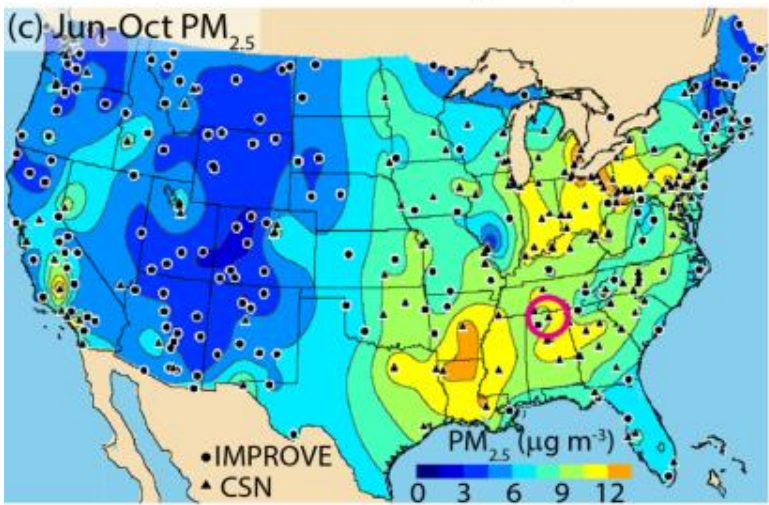 (c) Jun-Oct PM2.5
IMPROVE
CSN
PM2.5 (μg m-3)
0 3 6 9 12